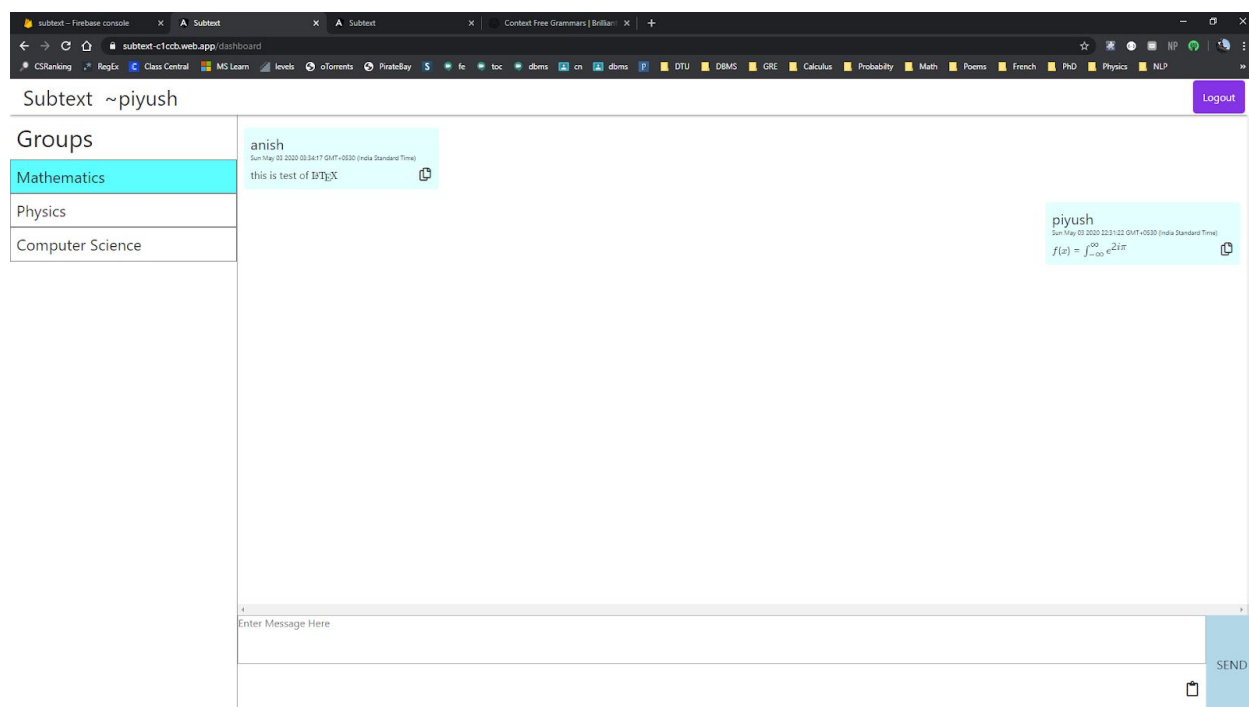 subtext – Firebase console
Subtext
Subtext
Context Free Grammars | Brilliant
subtext-c1ccb.web.app/dashboard
NP
CSRanking RegEx Class Central MS Learn levels oTorrents PirateBay fe toc dbms cn dbms DTU DBMS GRE Calculus Probabilty Math Poems French PhD Physics NLP »
Subtext ~piyush
Logout
Groups
Mathematics
Physics
Computer Science
anish
Sun May 03 2020 03:34:17 GMT+0530 (India Standard Time)
this is test of LATEX
piyush
Sun May 03 2020 22:31:22 GMT+0530 (India Standard Time)
f(x) = ∫_{-∞}^{∞} e^{2iπ}
Enter Message Here
SEND